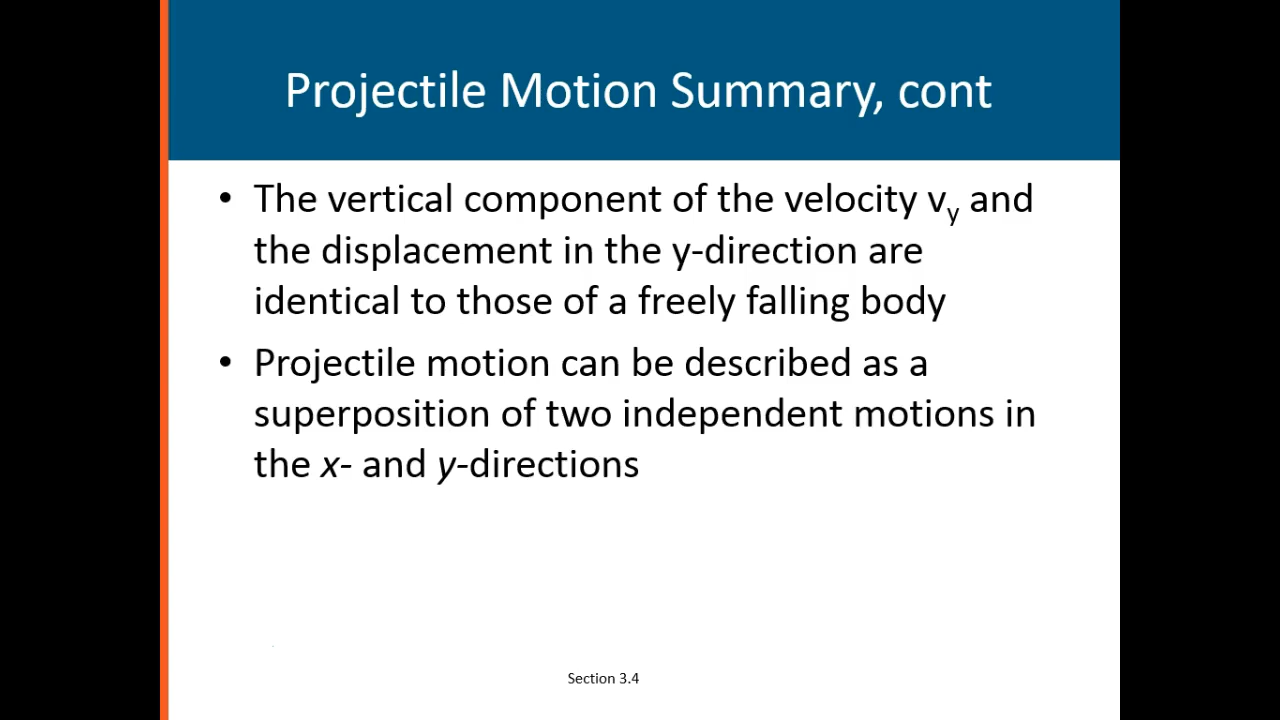 Projectile Motion Summary, cont
• The vertical component of the velocity vy and
the displacement in the y-direction are
identical to those of a freely falling body
• Projectile motion can be described as a
superposition of two independent motions in
the x- and y-directions
Section 3.4